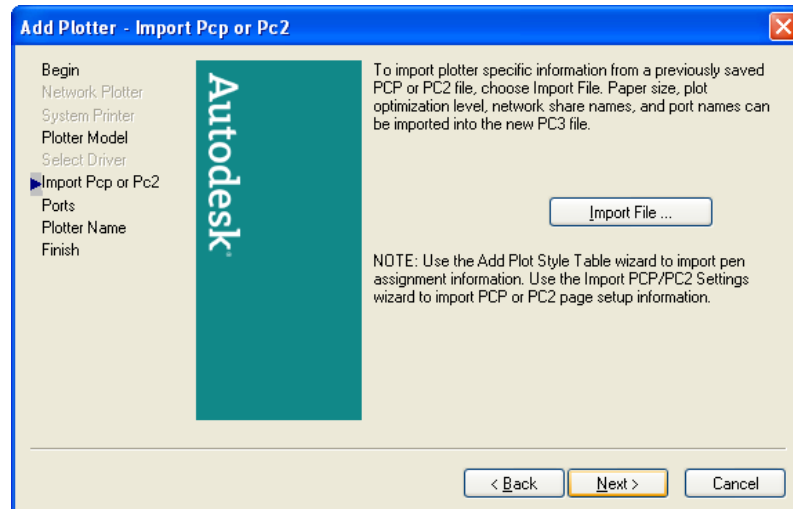 Add Plotter - Import Pcp or Pc2
Begin
Network Plotter
System Printer
Plotter Model
Select Driver
Import Pcp or Pc2
Ports
Plotter Name
Finish
Autodesk
To import plotter specific information from a previously saved
PCP or PC2 file, choose Import File. Paper size, plot
optimization level, network share names, and port names can
be imported into the new PC3 file.
Import File ...
NOTE: Use the Add Plot Style Table wizard to import pen
assignment information. Use the Import PCP/PC2 Settings
wizard to import PCP or PC2 page setup information.
< Back
Next >
Cancel